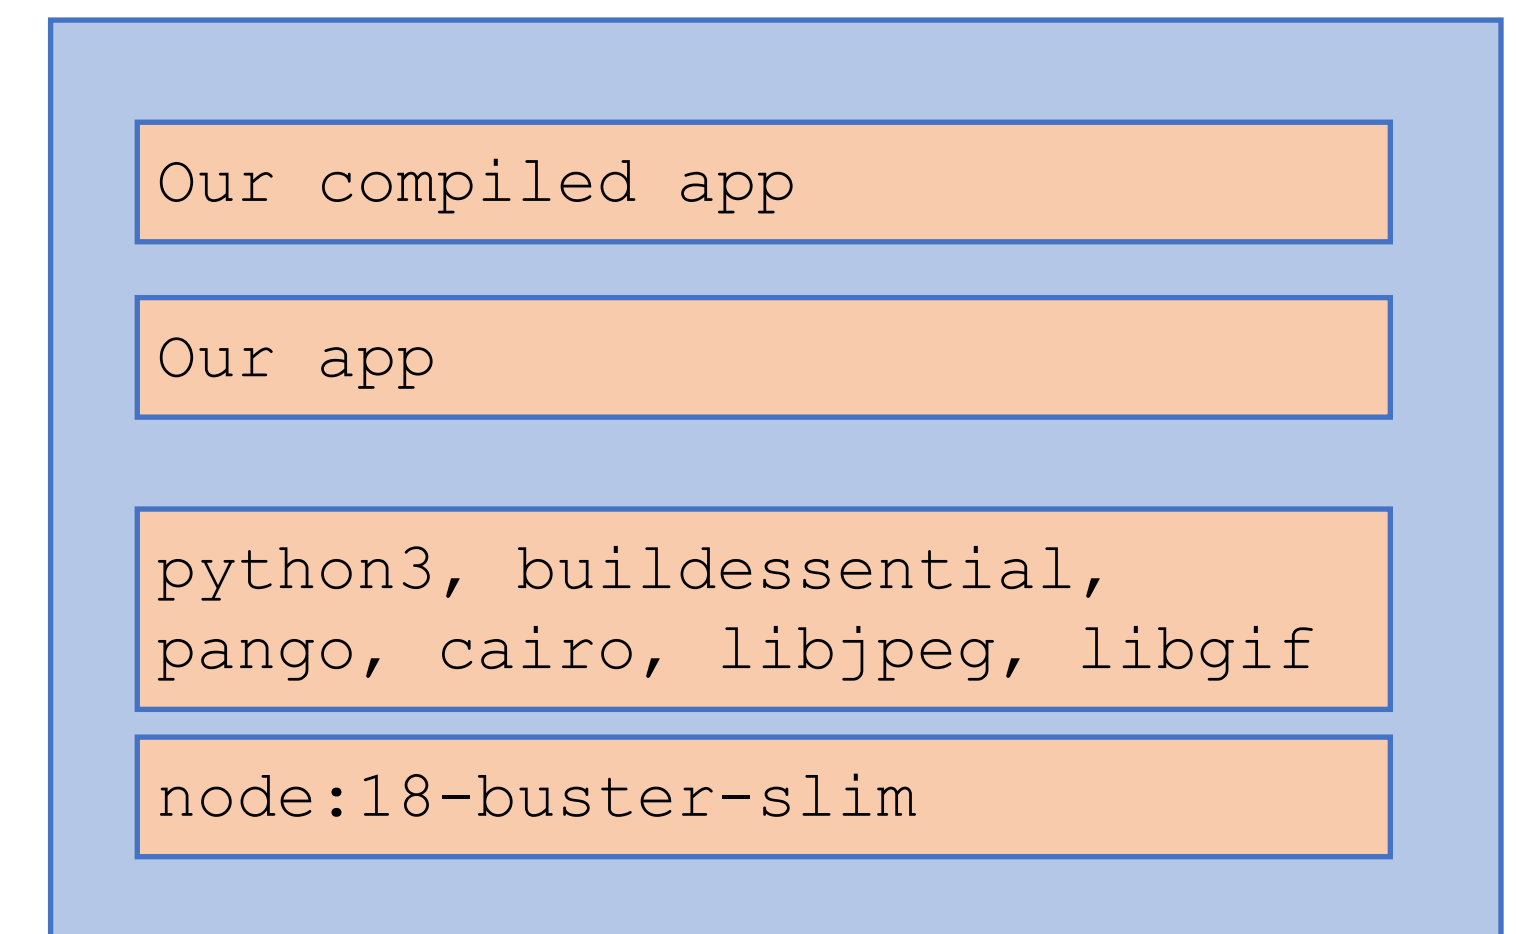 Our compiled app
Our app
python3, buildessential,
pango, cairo, libjpeg, libgif
node:18-buster-slim